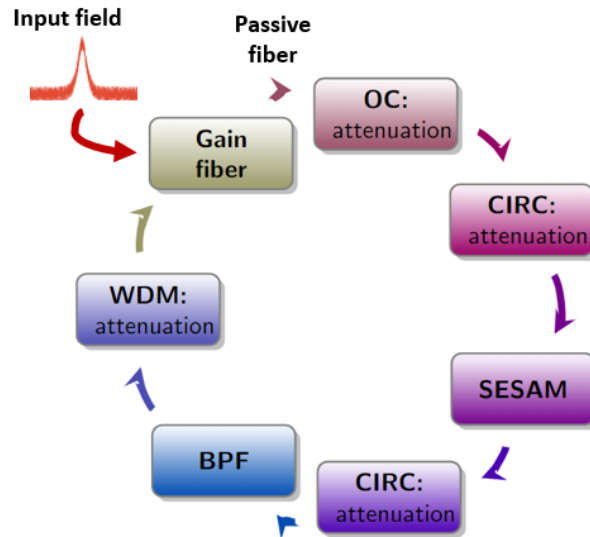 Input field
Passive
fiber
OC:
attenuation
Gain
fiber
CIRC:
attenuation
WDM:
attenuation
SESAM
BPF
CIRC:
attenuation